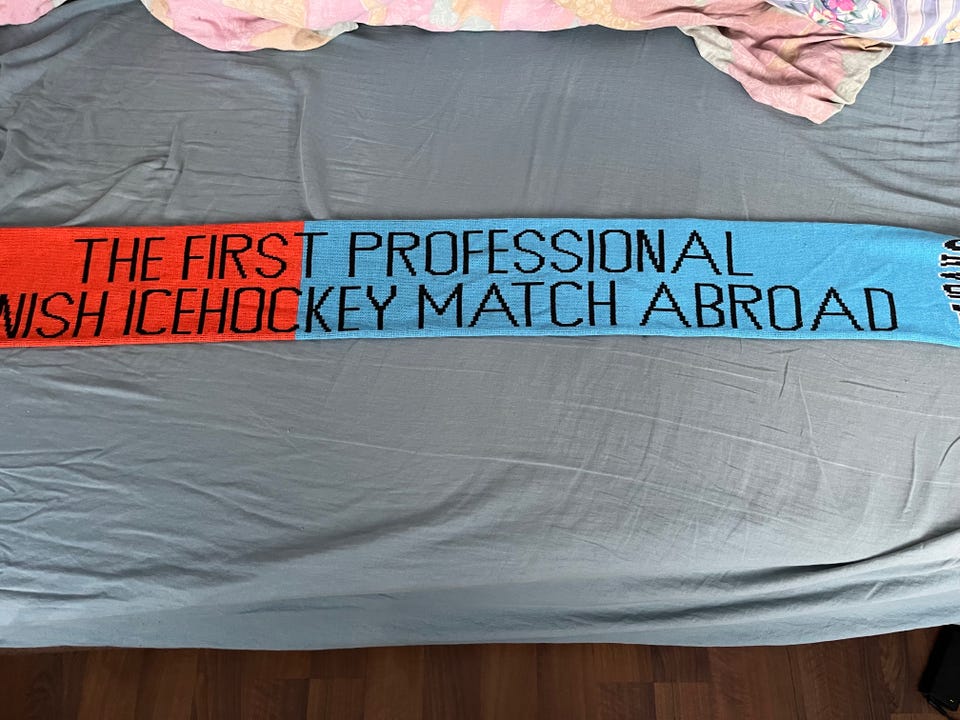 THE FIRST PROFESSIONAL
NISH ICEHOCKEY MATCH ABROAD